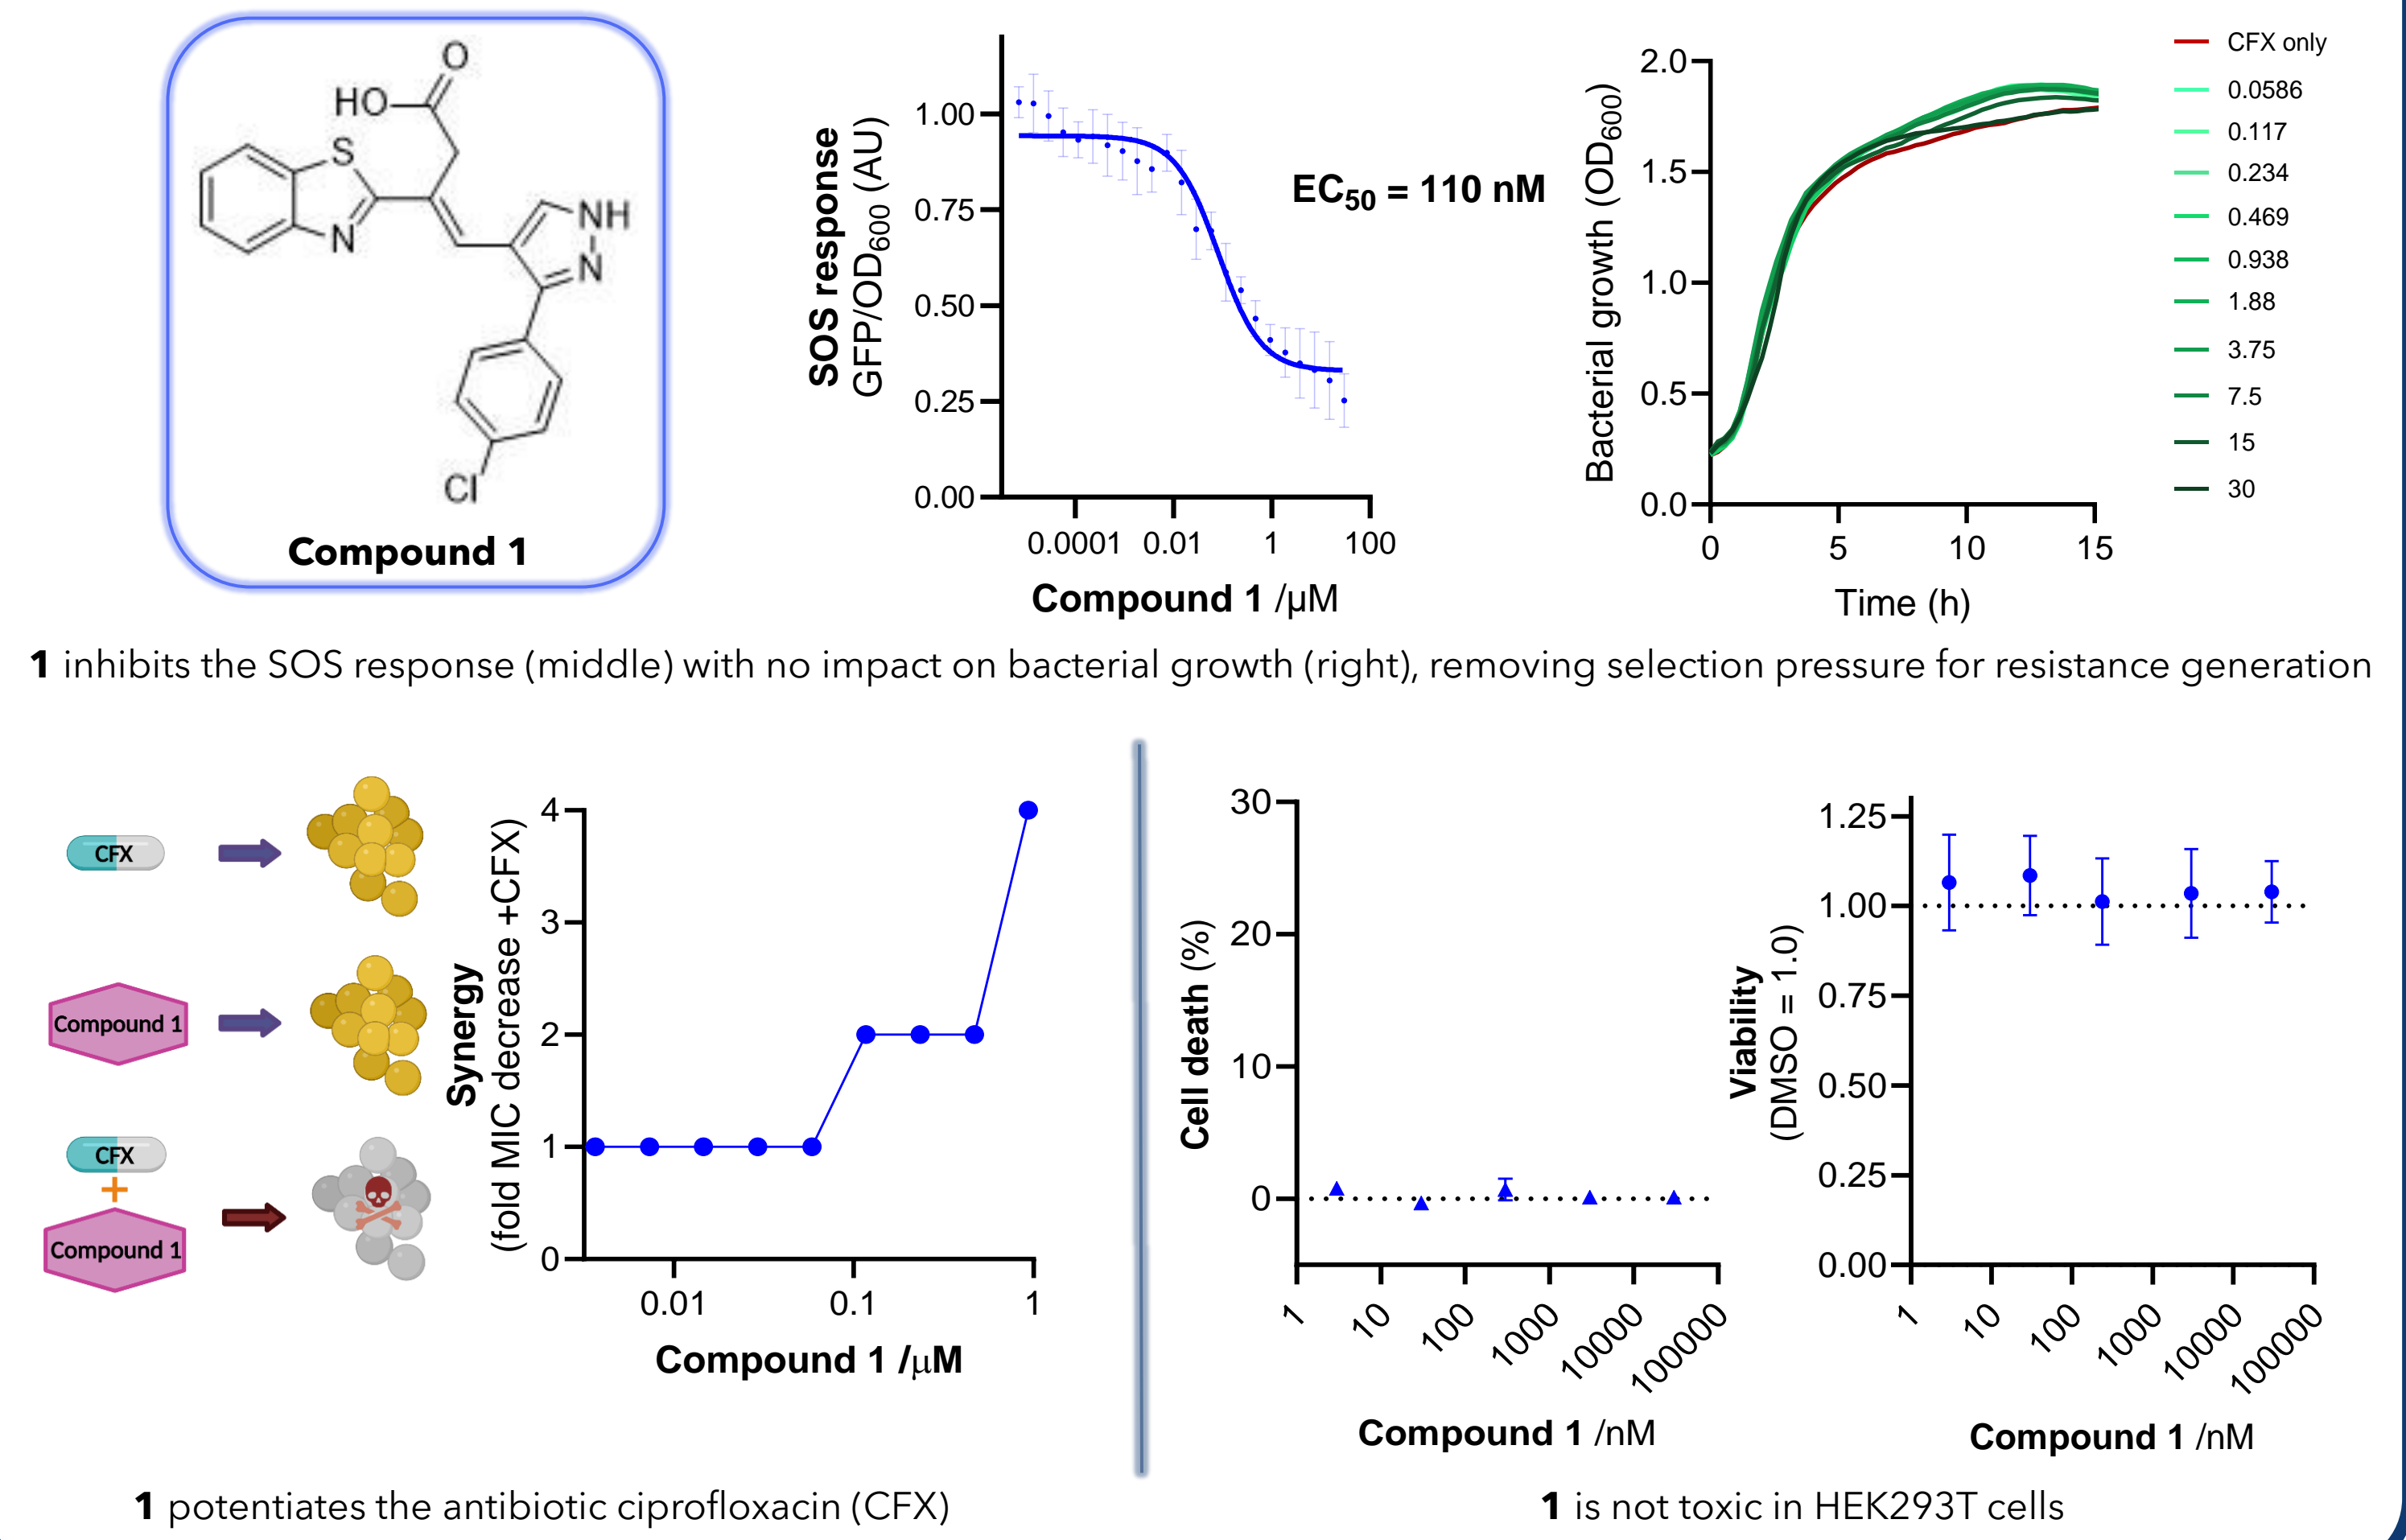 O
HO
S
N
NH
N
Cl
Compound 1
SOS response
GFP/OD600 (AU)
1.00
0.75
0.50
0.25
0.00
0.0001 0.01 1 100
Compound 1 /µM
EC50 = 110 nM
Bacterial growth (OD600)
2.0
1.5
1.0
0.5
0.0
0 5 10 15
Time (h)
CFX only
0.0586
0.117
0.234
0.469
0.938
1.88
3.75
7.5
15
30
1 inhibits the SOS response (middle) with no impact on bacterial growth (right), removing selection pressure for resistance generation
CFX
Compound 1
CFX
+
Compound 1
Synergy
(fold MIC decrease +CFX)
4
3
2
1
0
0.01 0.1 1
Compound 1 /µM
1 potentiates the antibiotic ciprofloxacin (CFX)
Cell death (%)
30
20
10
0
1 10 100 1000 10000 100000
Compound 1 /nM
Viability
(DMSO = 1.0)
1.25
1.00
0.75
0.50
0.25
0.00
1 10 100 1000 10000 100000
Compound 1 /nM
1 is not toxic in HEK293T cells